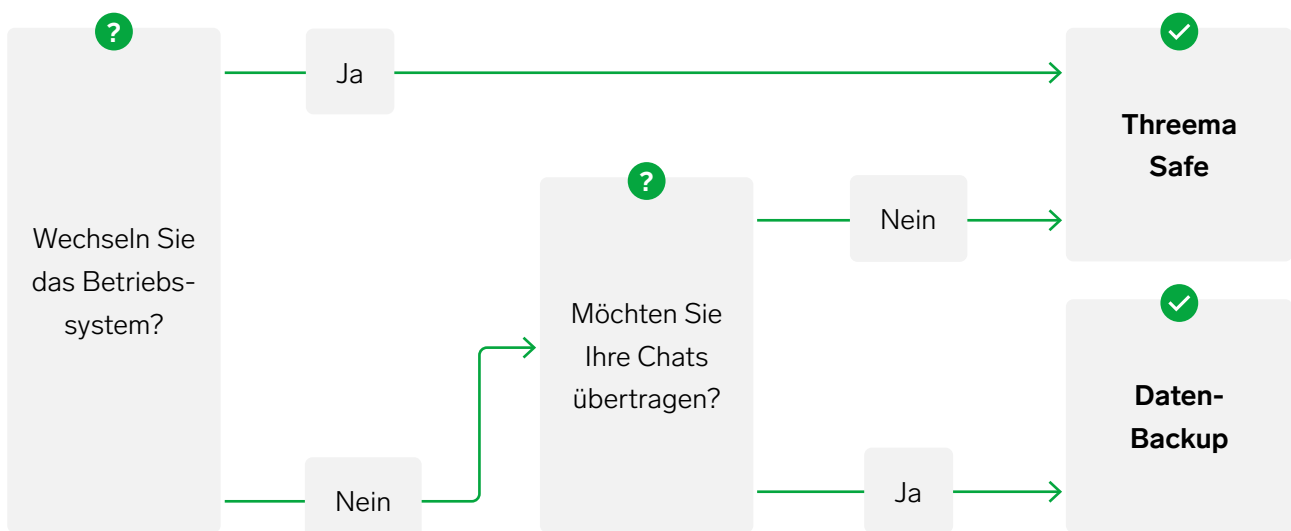 ?
Wechseln Sie
das Betriebs-
system?
Ja
Nein
?
Möchten Sie
Ihre Chats
übertragen?
Nein
Ja
Threema
Safe
Daten-
Backup